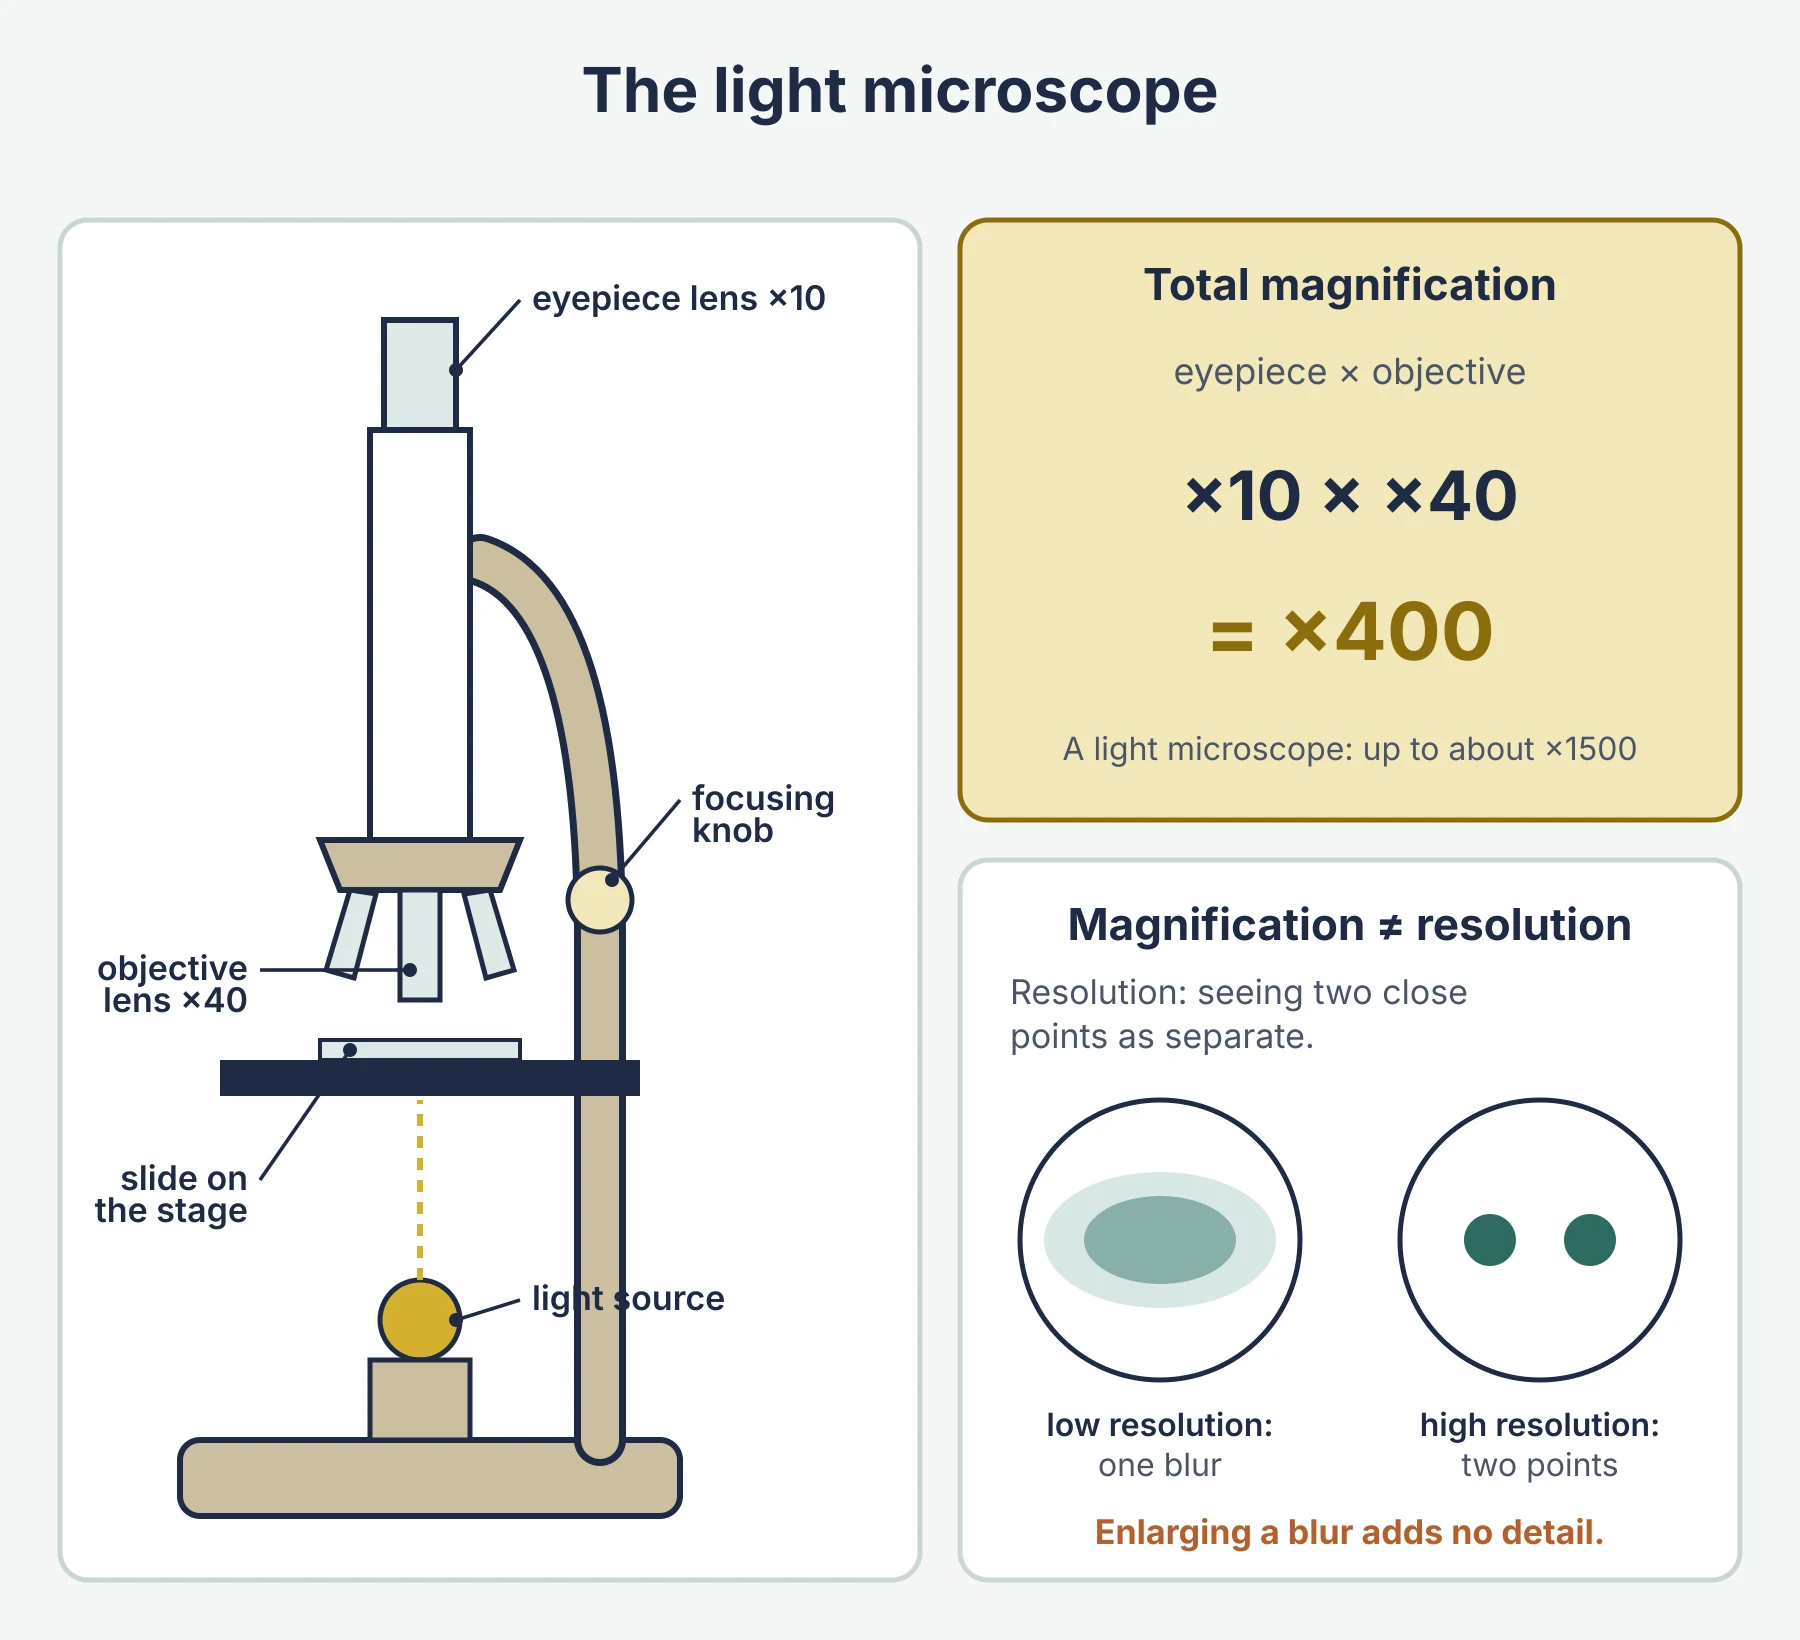 The light microscope
eyepiece lens ×10
focusing
knob
objective
lens ×40
slide on
the stage
light source
Total magnification
eyepiece × objective
×10 × ×40
= ×400
A light microscope: up to about ×1500
Magnification ≠ resolution
Resolution: seeing two close
points as separate.
low resolution:
one blur
high resolution:
two points
Enlarging a blur adds no detail.